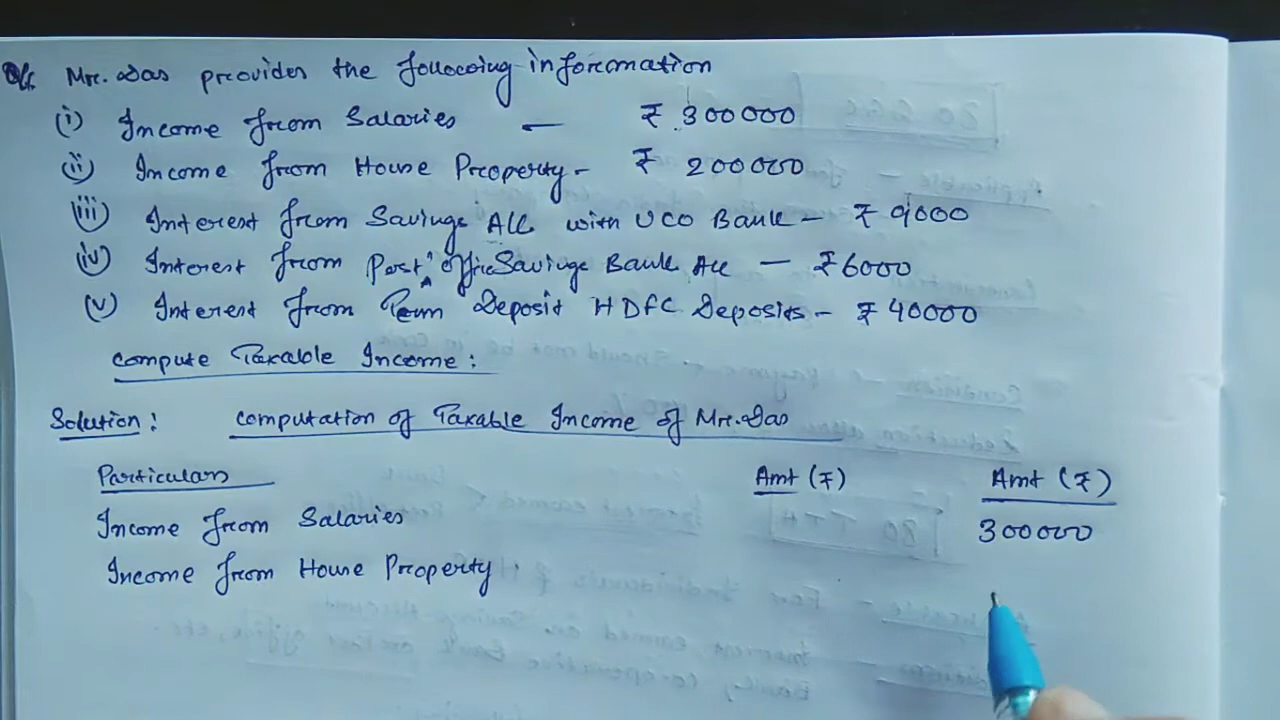 Mr. Das provides the following information
(i) Income from Salaries — ₹ 300000
(ii) Income from House Property - ₹ 200000
(iii) Interest from Savings A/c with UCO Bank - ₹ 9000
(iv) Interest from Post office Savings Bank A/c — ₹6000
(v) Interest from Term Deposit HDFC Deposits - ₹ 40000
Compute Taxable Income :
Solution : Computation of Taxable Income of Mr. Das
Particulars Amt (₹) Amt (₹)
Income from Salaries 300000
Income from House Property